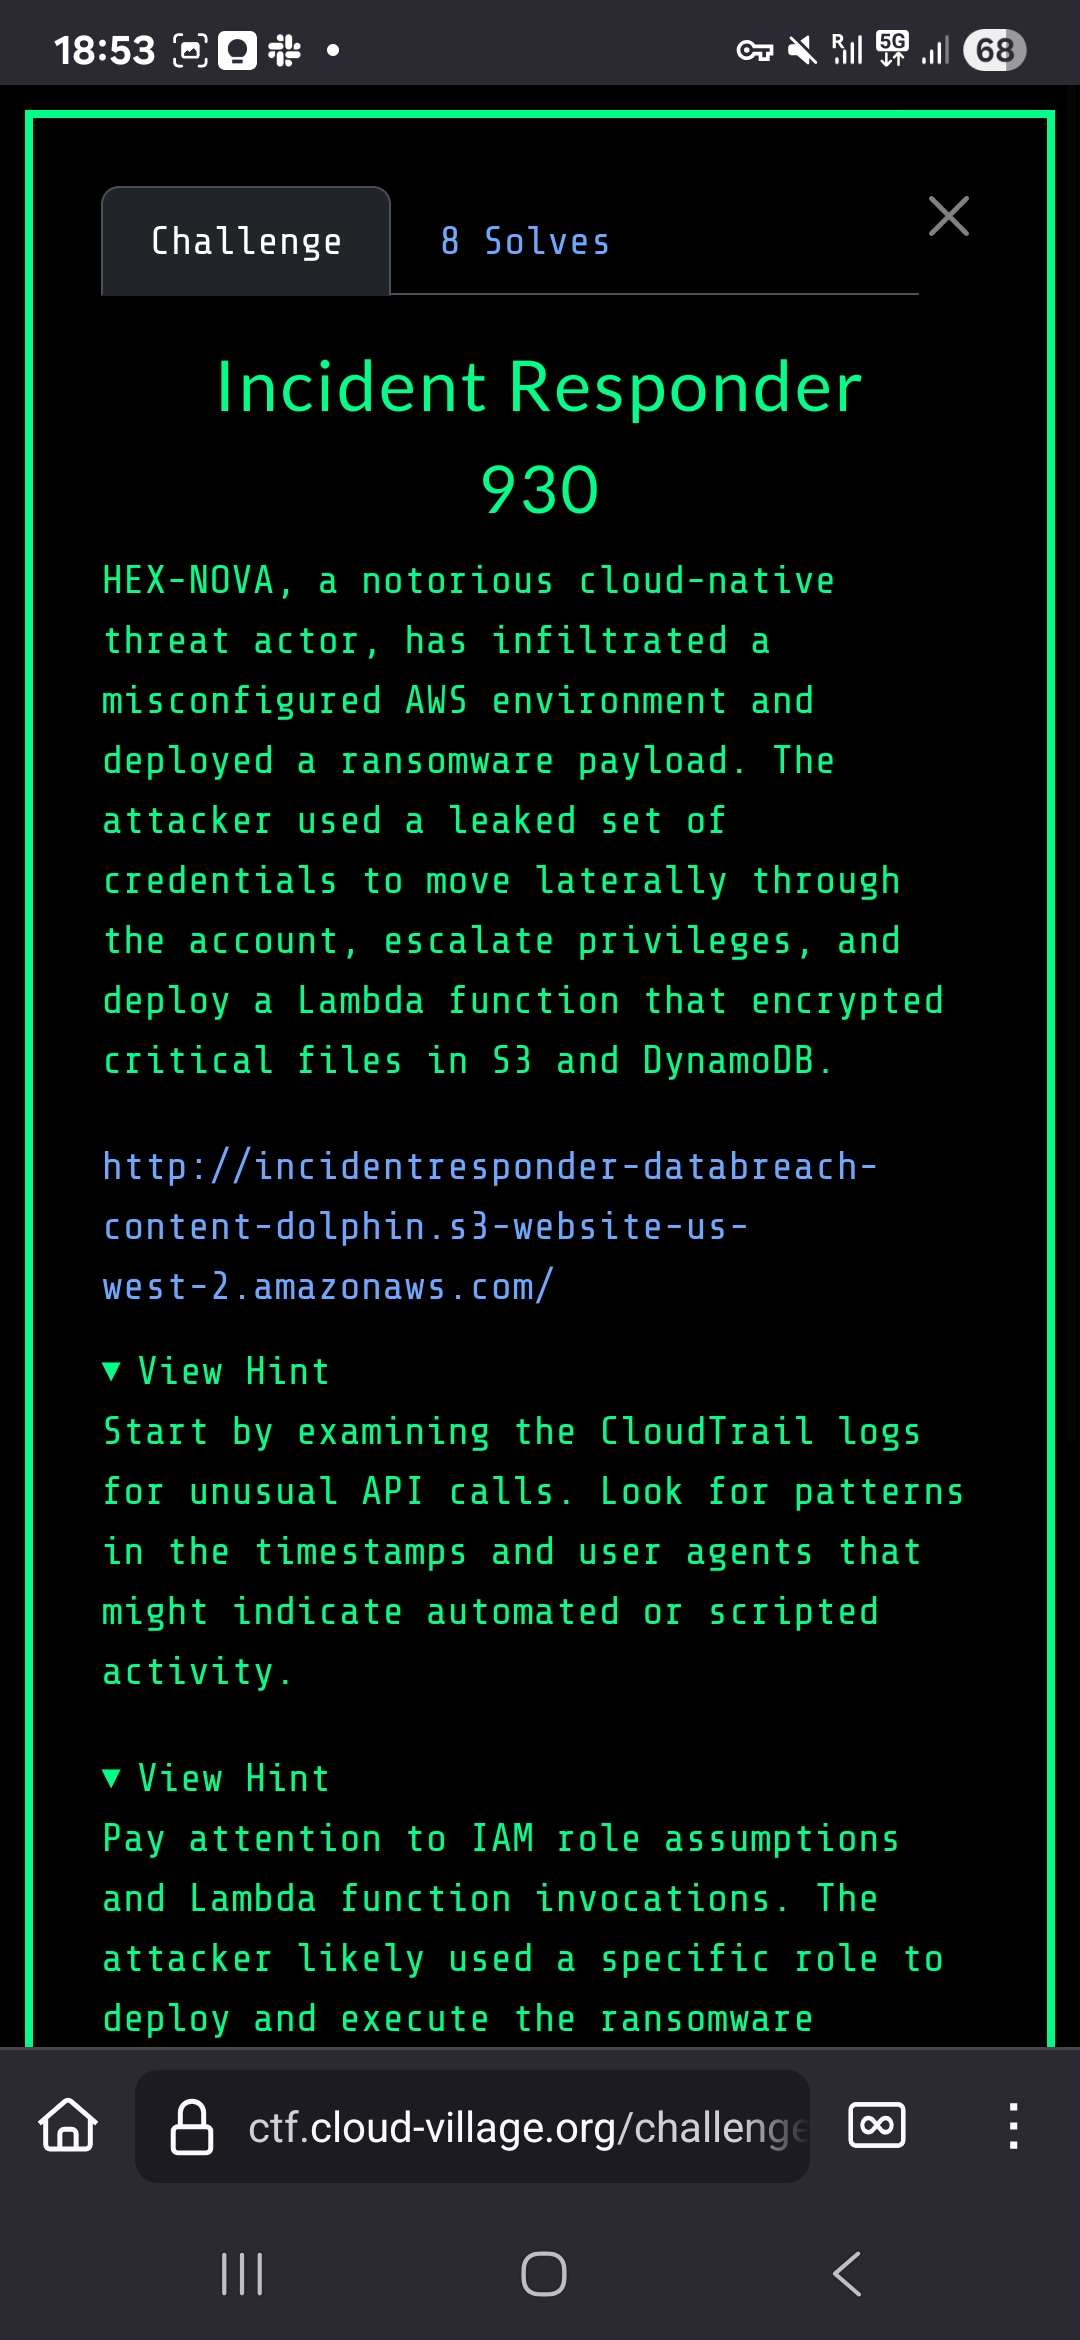 18:53
R
5G
68
Challenge
8 Solves
Incident Responder
930
HEX-NOVA, a notorious cloud-native
threat actor, has infiltrated a
misconfigured AWS environment and
deployed a ransomware payload. The
attacker used a leaked set of
credentials to move laterally through
the account, escalate privileges, and
deploy a Lambda function that encrypted
critical files in S3 and DynamoDB.
http://incidentresponder-databreach-
content-dolphin.s3-website-us-
west-2.amazonaws.com/
▼ View Hint
Start by examining the CloudTrail logs
for unusual API calls. Look for patterns
in the timestamps and user agents that
might indicate automated or scripted
activity.
▼ View Hint
Pay attention to IAM role assumptions
and Lambda function invocations. The
attacker likely used a specific role to
deploy and execute the ransomware
ctf.cloud-village.org/challenge